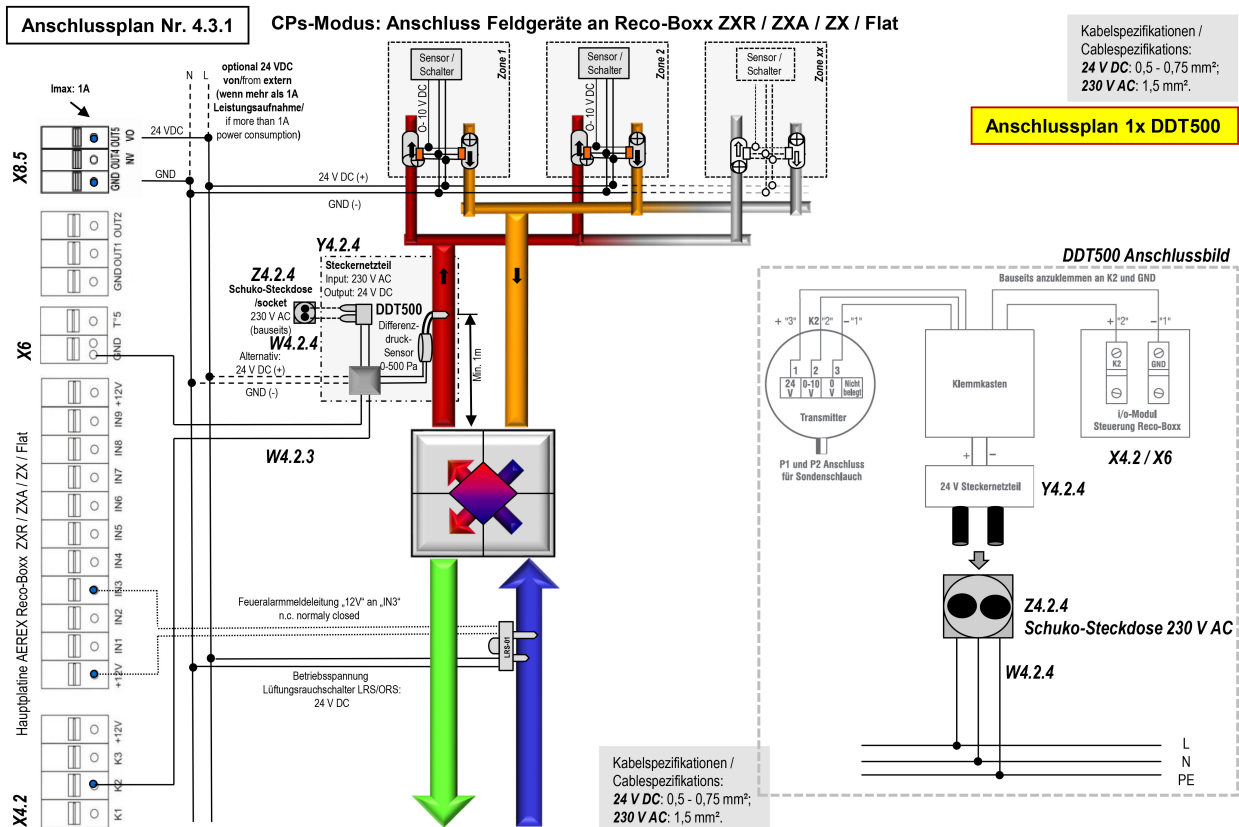 Anschlussplan Nr. 4.3.1
CPs-Modus: Anschluss Feldgeräte an Reco-Boxx ZXR / ZXA / ZX / Flat
Kabelspezifikationen /
Cablespezifikations:
24 V DC: 0,5 - 0,75 mm²;
230 V AC: 1,5 mm².
Anschlussplan 1x DDT500
Imax: 1A
N L
optional 24 VDC
von/from extern
(wenn mehr als 1A
Leistungsaufnahme/
if more than 1A
power consumption)
Sensor /
Schalter
Zone 1
0- 10 V DC
Sensor /
Schalter
Zone 2
0- 10 V DC
Sensor /
Schalter
Zone xx
X8.5
OUT5 VO
OUT4 INV
GND
24 VDC
GND
24 V DC (+)
GND (-)
OUT2
OUT1
GND
X6
T°5
GND
Hauptplatine AEREX Reco-Boxx ZXR / ZXA / ZX / Flat
+12V
IN9
IN8
IN7
IN6
IN5
IN4
IN3
IN2
IN1
+12V
X4.2
+12V
K3
K2
K1
Y4.2.4
Steckernetzteil
Input: 230 V AC
Output: 24 V DC
Z4.2.4
Schuko-Steckdose
/socket
230 V AC
(bauseits)
W4.2.4
DDT500
Differenz-
druck-
Sensor
0-500 Pa
Min. 1m
Alternativ:
24 V DC (+)
GND (-)
W4.2.3
Feueralarmmeldeleitung „12V“ an „IN3“
n.c. normaly closed
LRS-01
Betriebsspannung
Lüftungsrauchschalter LRS/ORS:
24 V DC
Kabelspezifikationen /
Cablespezifikations:
24 V DC: 0,5 - 0,75 mm²;
230 V AC: 1,5 mm².
DDT500 Anschlussbild
Bauseits anzuklemmen an K2 und GND
+ "3" K2 "2" – "1"
+ "2" – "1"
1 2 3
24 V
0-10 V
0 V
Nicht belegt
Transmitter
P1 und P2 Anschluss
für Sondenschlauch
Klemmkasten
+ –
K2
GND
i/o-Modul
Steuerung Reco-Boxx
X4.2 / X6
24 V Steckernetzteil
Y4.2.4
Z4.2.4
Schuko-Steckdose 230 V AC
W4.2.4
L
N
PE